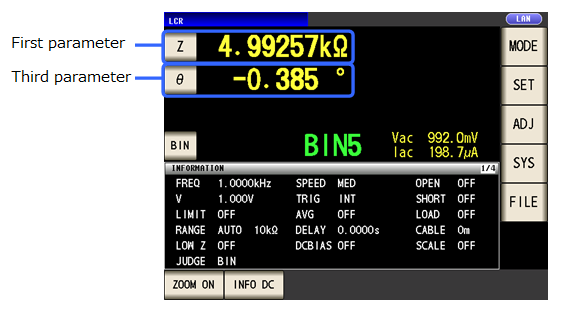 LCR LAN
First parameter Z 4.99257kΩ MODE
Third parameter θ -0.385 ° SET
ADJ
BIN BIN5 Vac 992.0mV
Iac 198.7μA
SYS
INFORMATION 1/4
FREQ 1.0000kHz SPEED MED OPEN OFF
V 1.000V TRIG INT SHORT OFF FILE
LIMIT OFF AVG OFF LOAD OFF
RANGE AUTO 10kΩ DELAY 0.0000s CABLE 0m
LOW Z OFF DCBIAS OFF SCALE OFF
JUDGE BIN
ZOOM ON INFO DC